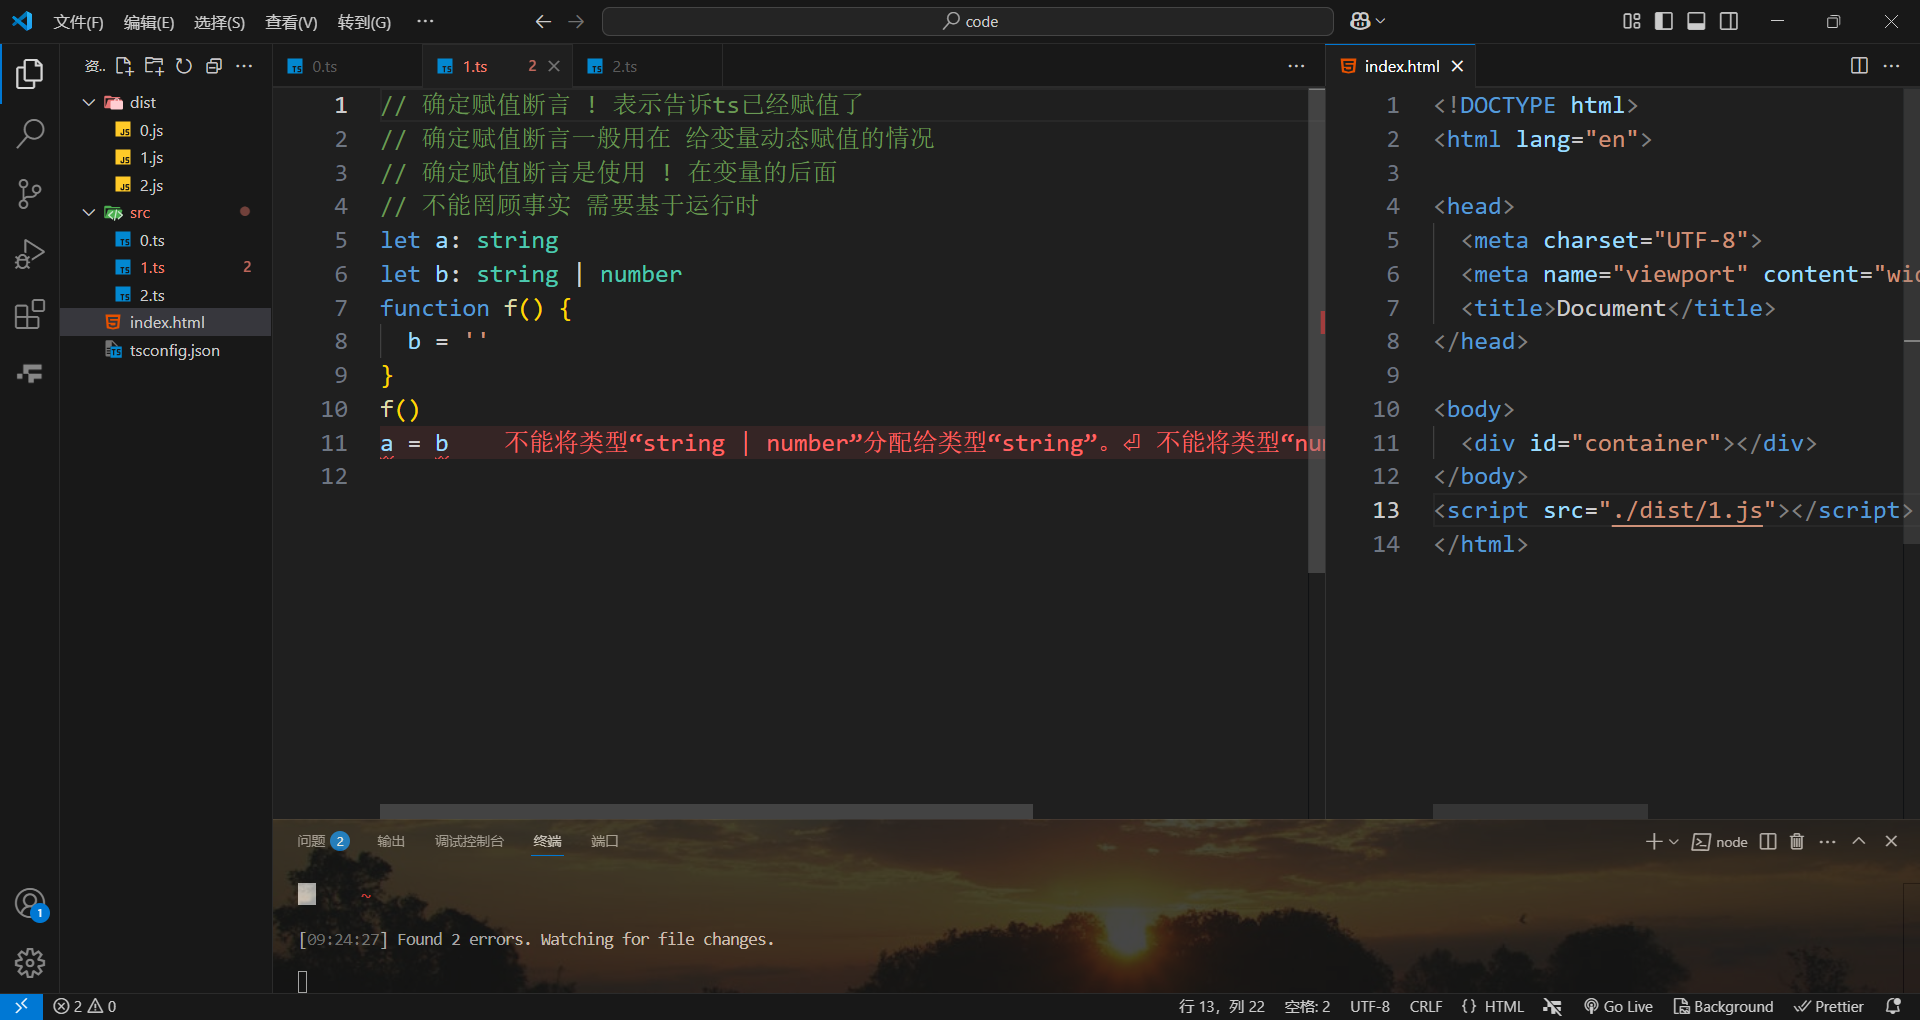 文件(F) 编辑(E) 选择(S) 查看(V) 转到(G) ··· code
资.. ···
dist
0.js
1.js
2.js
src
0.ts
1.ts 2
2.ts
index.html
tsconfig.json
0.ts 1.ts 2 2.ts ···
1 // 确定赋值断言 ! 表示告诉ts已经赋值了
2 // 确定赋值断言一般用在 给变量动态赋值的情况
3 // 确定赋值断言是使用 ! 在变量的后面
4 // 不能罔顾事实 需要基于运行时
5 let a: string
6 let b: string | number
7 function f() {
8 b = ''
9 }
10 f()
11 a = b 不能将类型“string | number”分配给类型“string”。⏎ 不能将类型“nu
12
index.html ···
1 <!DOCTYPE html>
2 <html lang="en">
3
4 <head>
5 <meta charset="UTF-8">
6 <meta name="viewport" content="wi
7 <title>Document</title>
8 </head>
9
10 <body>
11 <div id="container"></div>
12 </body>
13 <script src="./dist/1.js"></script>
14 </html>
问题 2 输出 调试控制台 终端 端口 node ···
~
[09:24:27] Found 2 errors. Watching for file changes.
1
2 0 行 13，列 22 空格: 2 UTF-8 CRLF {} HTML Go Live Background Prettier